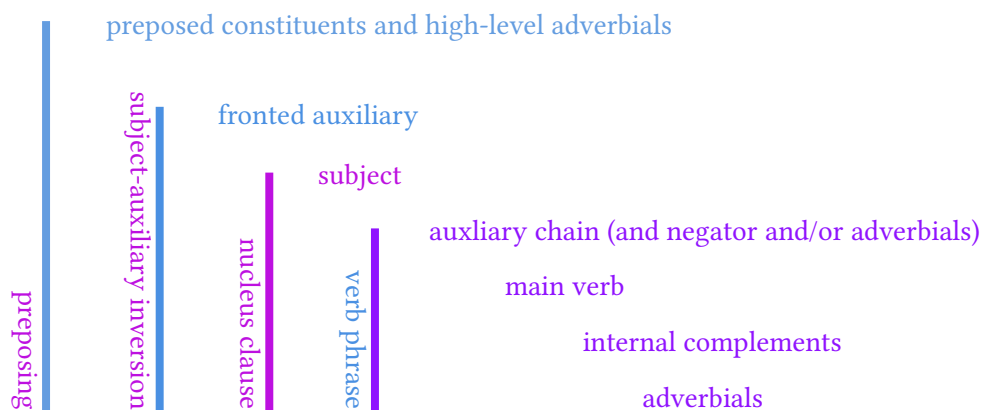 preposed constituents and high-level adverbials
subject-auxiliary inversion
fronted auxiliary
subject
auxliary chain (and negator and/or adverbials)
nucleus clause
verb phrase
main verb
preposing
internal complements
adverbials